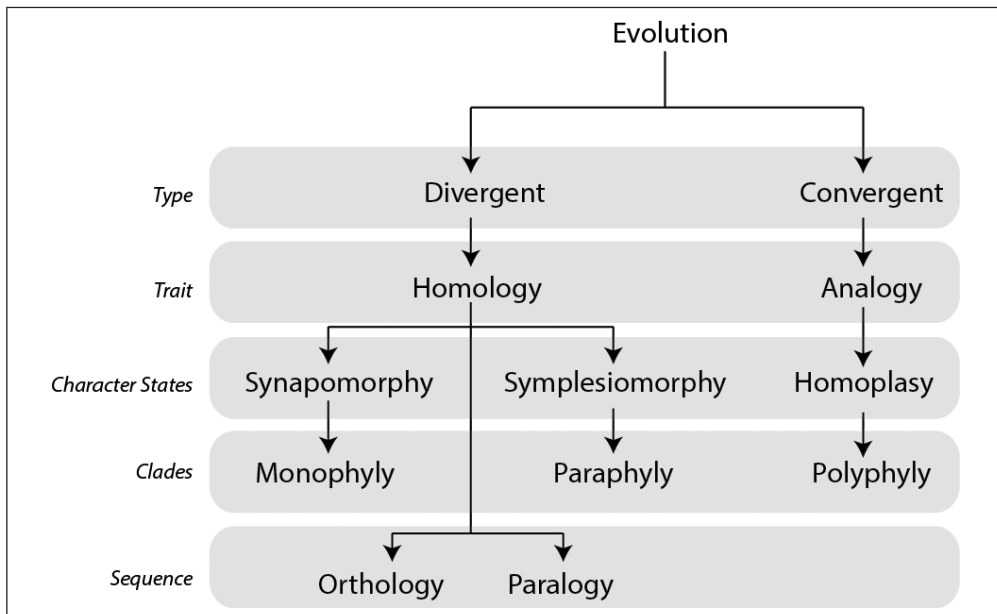 Evolution
Type Divergent Convergent
Trait Homology Analogy
Character States Synapomorphy Symplesiomorphy Homoplasy
Clades Monophyly Paraphyly Polyphyly
Sequence Orthology Paralogy